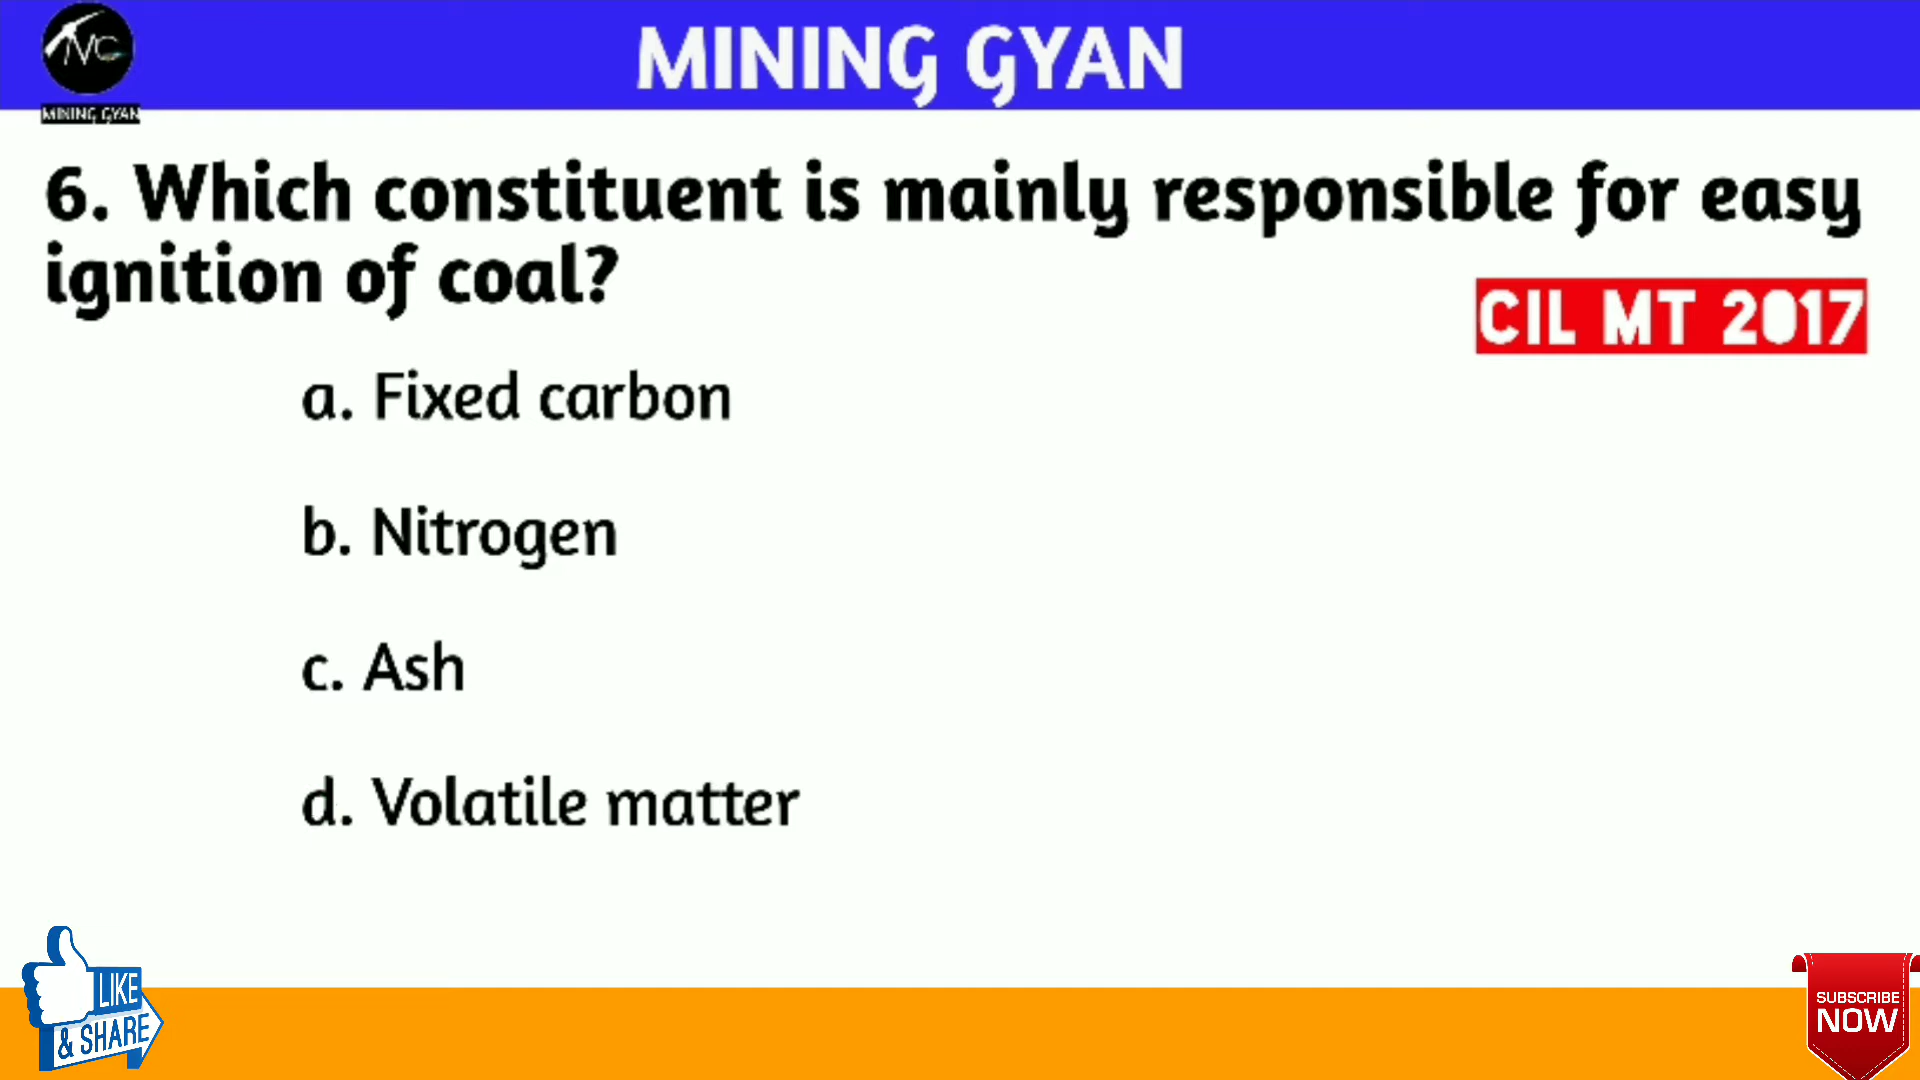 MINING GYAN
MINING GYAN
6. Which constituent is mainly responsible for easy
ignition of coal?
CIL MT 2017
a. Fixed carbon
b. Nitrogen
c. Ash
d. Volatile matter
LIKE
& SHARE
SUBSCRIBE
NOW